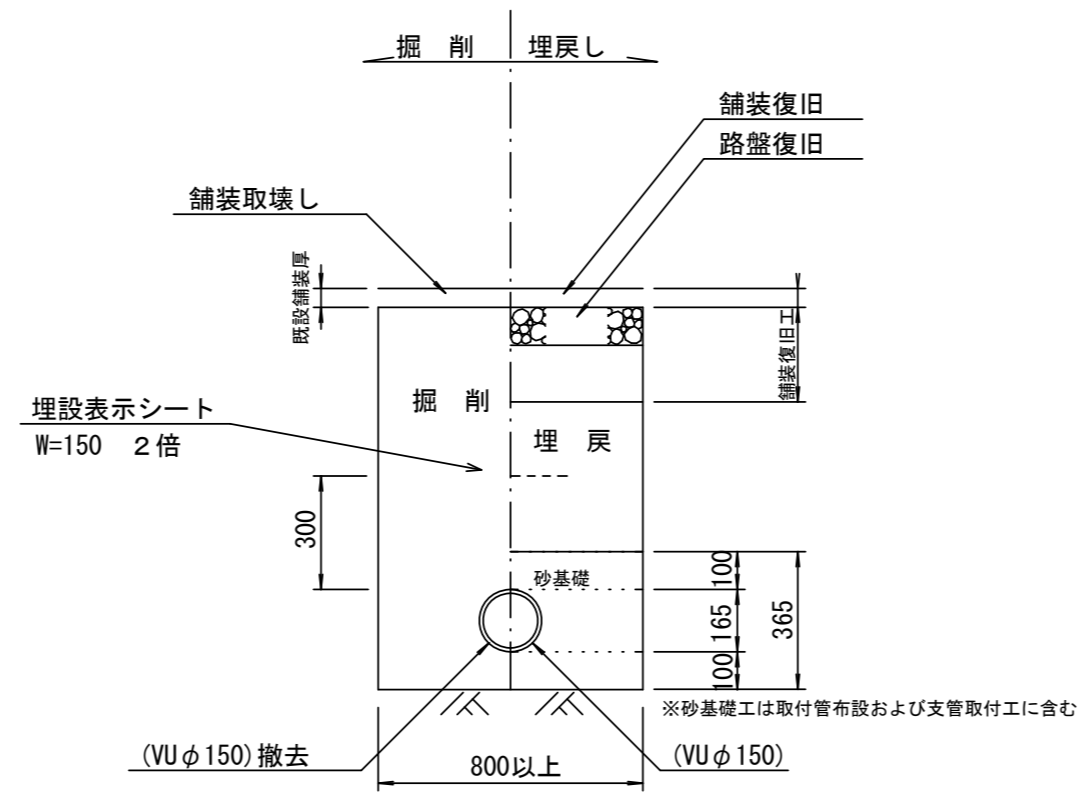 掘　削
埋戻し
舗装復旧
路盤復旧
舗装取壊し
既設舗装厚
舗装復旧工
掘　削
埋設表示シート
W=150　２倍
埋　戻
300
砂基礎
100
165
100
365
※砂基礎工は取付管布設および支管取付工に含む
(VUφ150)撤去
800以上
(VUφ150)